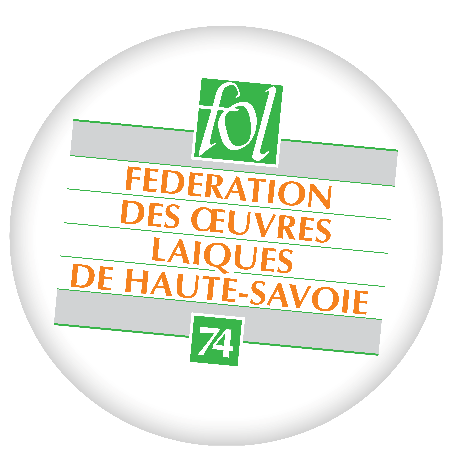 fol
FEDERATION
DES ŒUVRES
LAIQUES
DE HAUTE-SAVOIE
74